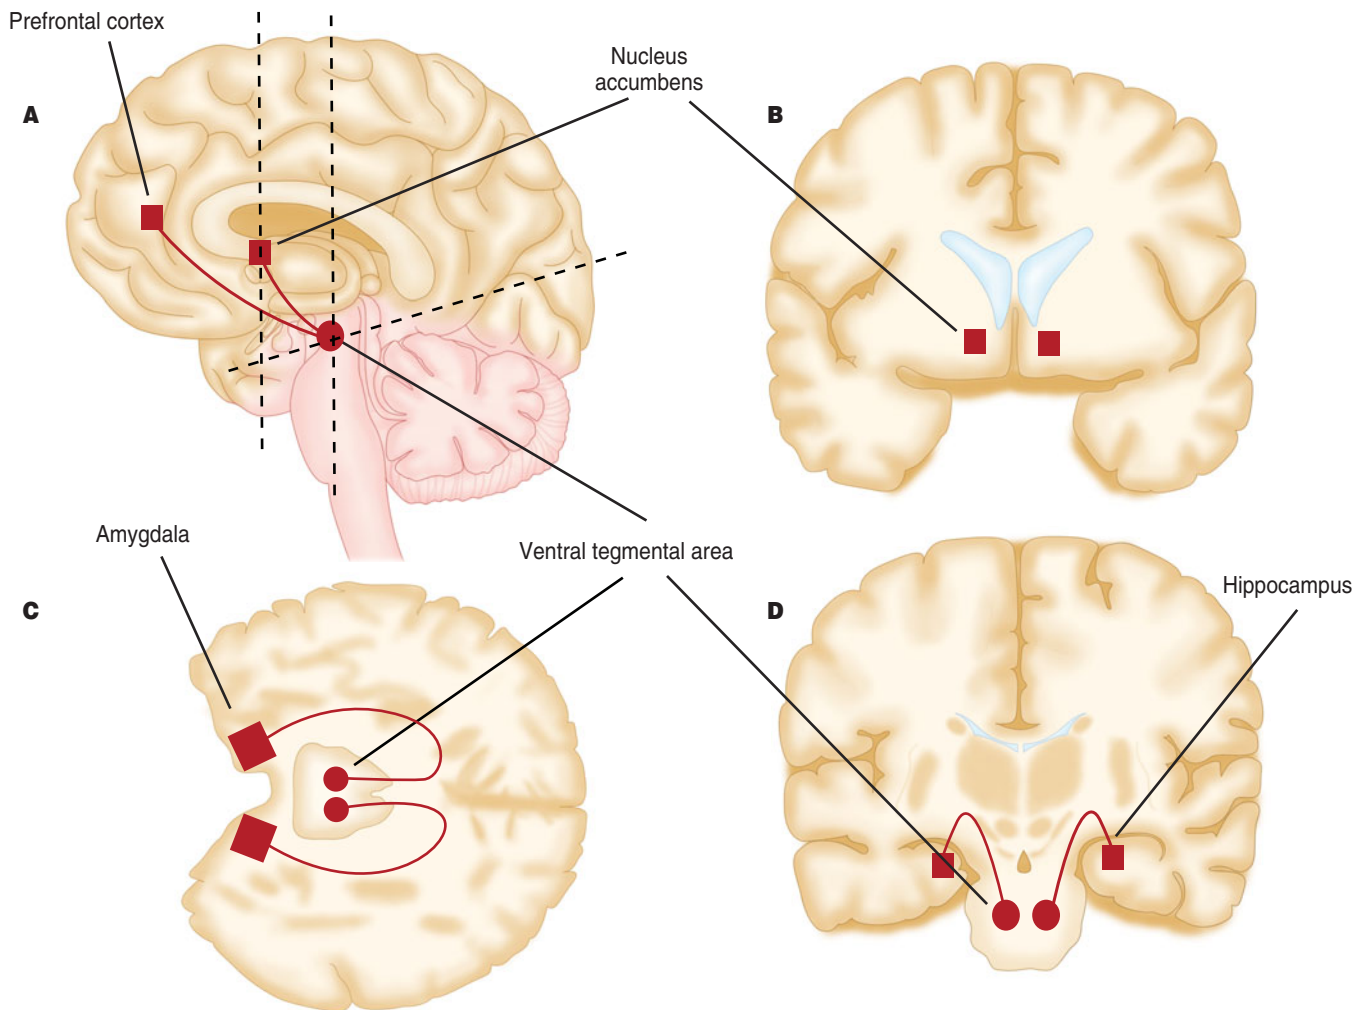 Prefrontal cortex
Nucleus
accumbens
A
B
Amygdala
Ventral tegmental area
Hippocampus
C
D